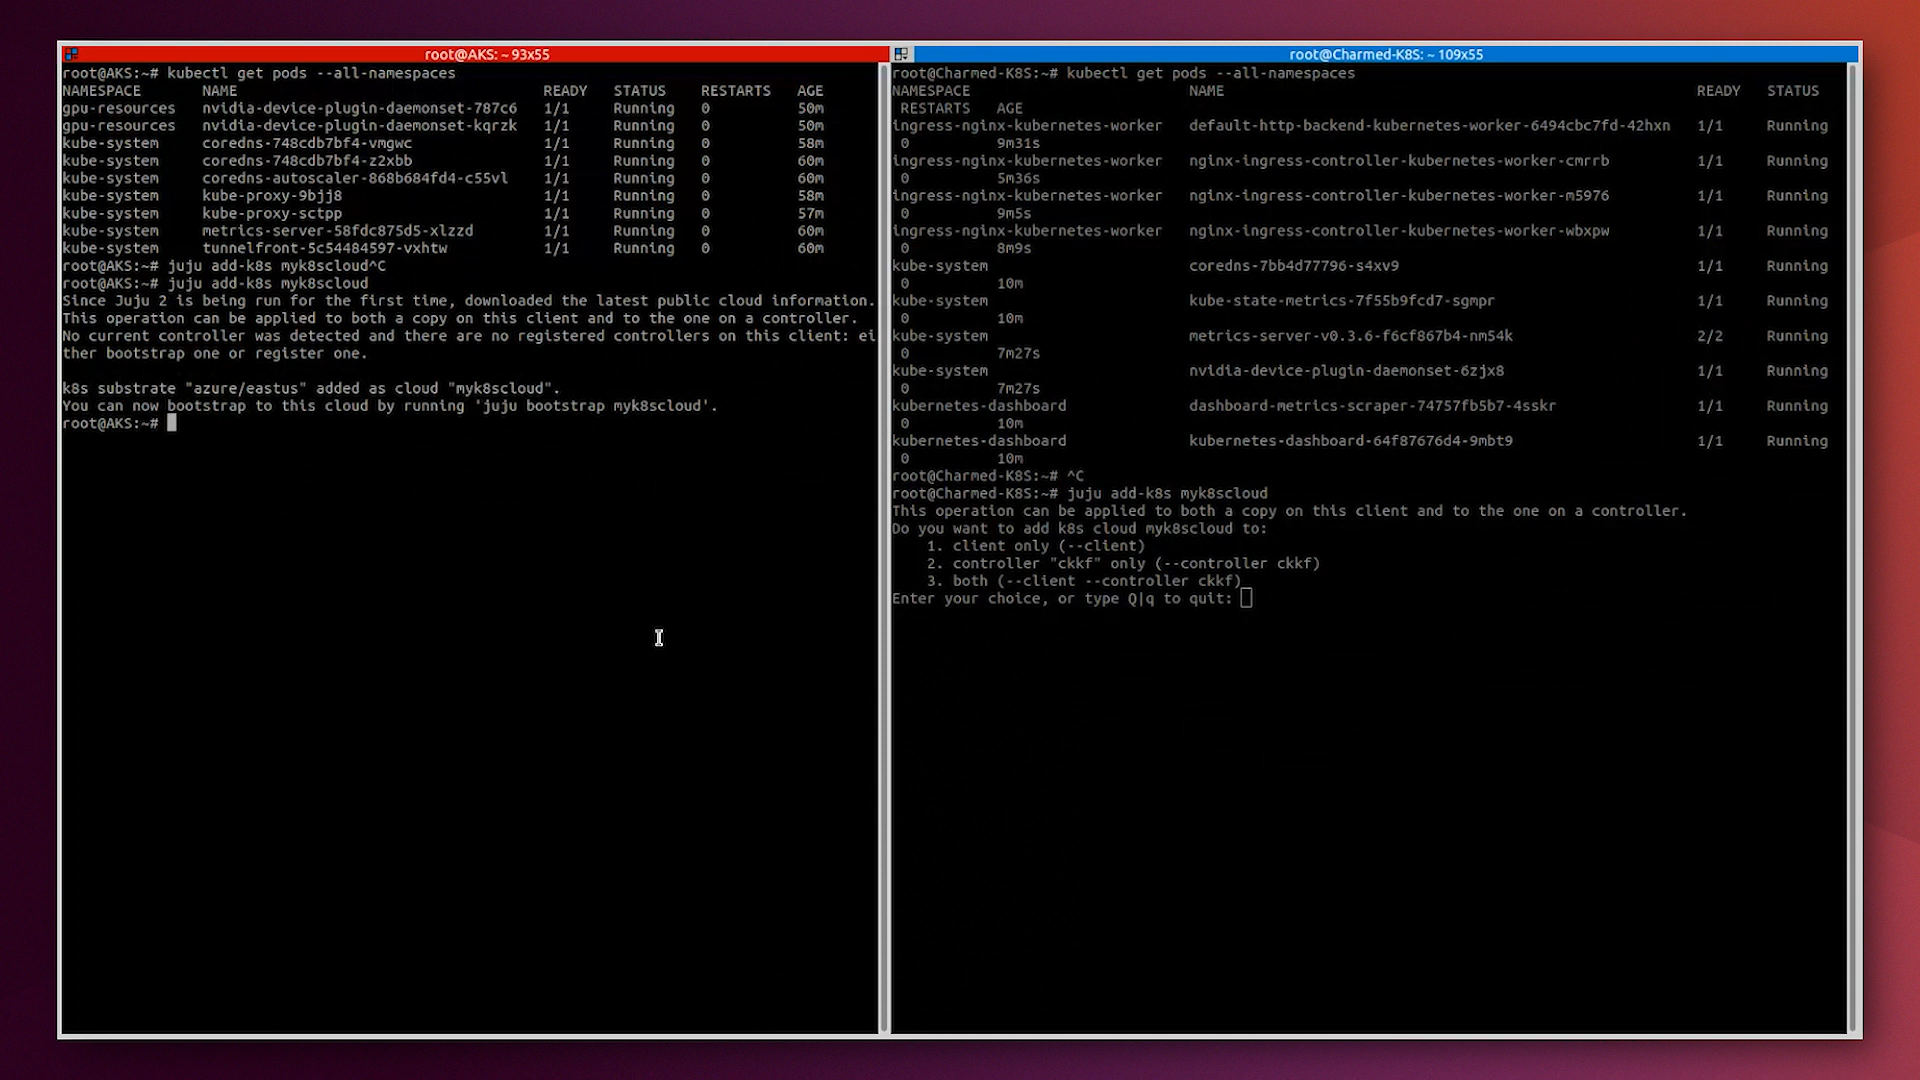 root@AKS: ~ 93x55
root@AKS:~# kubectl get pods --all-namespaces
NAMESPACE NAME READY STATUS RESTARTS AGE
gpu-resources nvidia-device-plugin-daemonset-787c6 1/1 Running 0 50m
gpu-resources nvidia-device-plugin-daemonset-kqrzk 1/1 Running 0 50m
kube-system coredns-748cdb7bf4-vmgwc 1/1 Running 0 58m
kube-system coredns-748cdb7bf4-z2xbb 1/1 Running 0 60m
kube-system coredns-autoscaler-868b684fd4-c55vl 1/1 Running 0 60m
kube-system kube-proxy-9bjj8 1/1 Running 0 58m
kube-system kube-proxy-sctpp 1/1 Running 0 57m
kube-system metrics-server-58fdc875d5-xlzzd 1/1 Running 0 60m
kube-system tunnelfront-5c54484597-vxhtw 1/1 Running 0 60m
root@AKS:~# juju add-k8s myk8scloud^C
root@AKS:~# juju add-k8s myk8scloud
Since Juju 2 is being run for the first time, downloaded the latest public cloud information.
This operation can be applied to both a copy on this client and to the one on a controller.
No current controller was detected and there are no registered controllers on this client: ei
ther bootstrap one or register one.
k8s substrate "azure/eastus" added as cloud "myk8scloud".
You can now bootstrap to this cloud by running 'juju bootstrap myk8scloud'.
root@AKS:~#
root@Charmed-K8S: ~ 109x55
root@Charmed-K8S:~# kubectl get pods --all-namespaces
NAMESPACE NAME READY STATUS
RESTARTS AGE
ingress-nginx-kubernetes-worker default-http-backend-kubernetes-worker-6494cbc7fd-42hxn 1/1 Running
0 9m31s
ingress-nginx-kubernetes-worker nginx-ingress-controller-kubernetes-worker-cmrrb 1/1 Running
0 5m36s
ingress-nginx-kubernetes-worker nginx-ingress-controller-kubernetes-worker-m5976 1/1 Running
0 9m5s
ingress-nginx-kubernetes-worker nginx-ingress-controller-kubernetes-worker-wbxpw 1/1 Running
0 8m9s
kube-system coredns-7bb4d77796-s4xv9 1/1 Running
0 10m
kube-system kube-state-metrics-7f55b9fcd7-sgmpr 1/1 Running
0 10m
kube-system metrics-server-v0.3.6-f6cf867b4-nm54k 2/2 Running
0 7m27s
kube-system nvidia-device-plugin-daemonset-6zjx8 1/1 Running
0 7m27s
kubernetes-dashboard dashboard-metrics-scraper-74757fb5b7-4sskr 1/1 Running
0 10m
kubernetes-dashboard kubernetes-dashboard-64f87676d4-9mbt9 1/1 Running
0 10m
root@Charmed-K8S:~# ^C
root@Charmed-K8S:~# juju add-k8s myk8scloud
This operation can be applied to both a copy on this client and to the one on a controller.
Do you want to add k8s cloud myk8scloud to:
1. client only (--client)
2. controller "ckkf" only (--controller ckkf)
3. both (--client --controller ckkf)
Enter your choice, or type Q|q to quit: